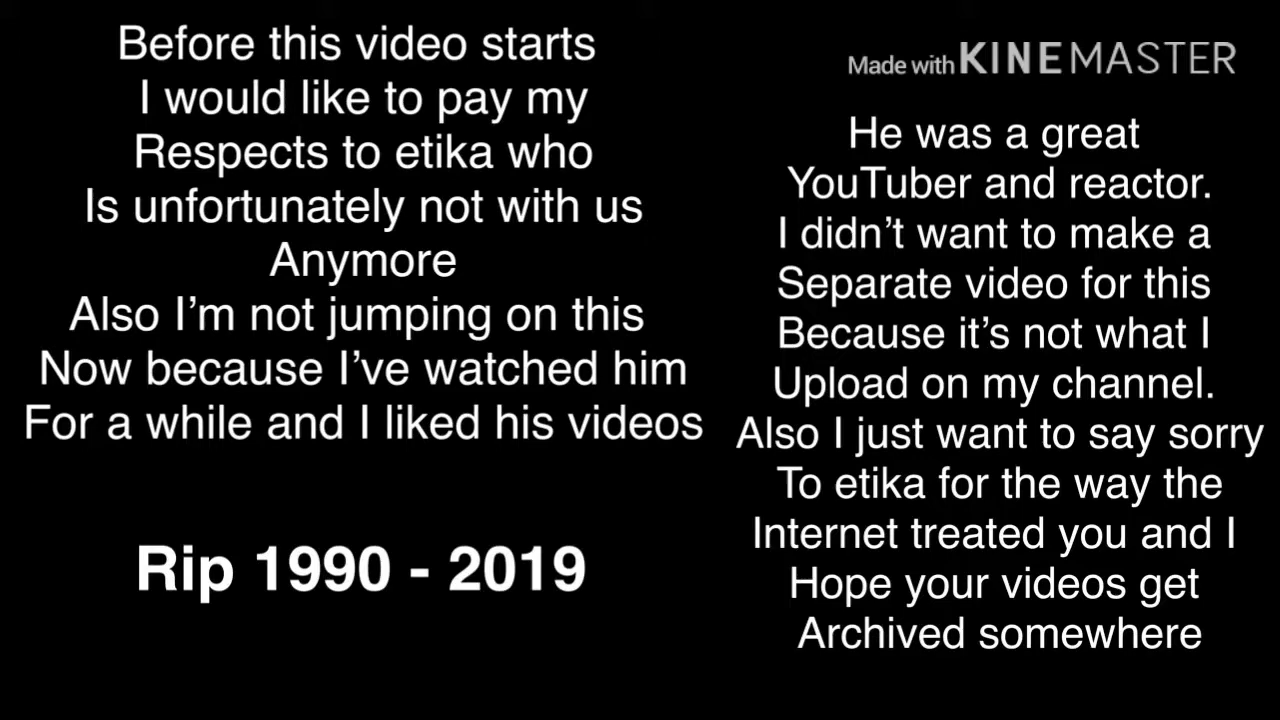 Before this video starts
I would like to pay my
Respects to etika who
Is unfortunately not with us
Anymore
Also I’m not jumping on this
Now because I’ve watched him
For a while and I liked his videos
Rip 1990 - 2019
Made with KINEMASTER
He was a great
YouTuber and reactor.
I didn’t want to make a
Separate video for this
Because it’s not what I
Upload on my channel.
Also I just want to say sorry
To etika for the way the
Internet treated you and I
Hope your videos get
Archived somewhere